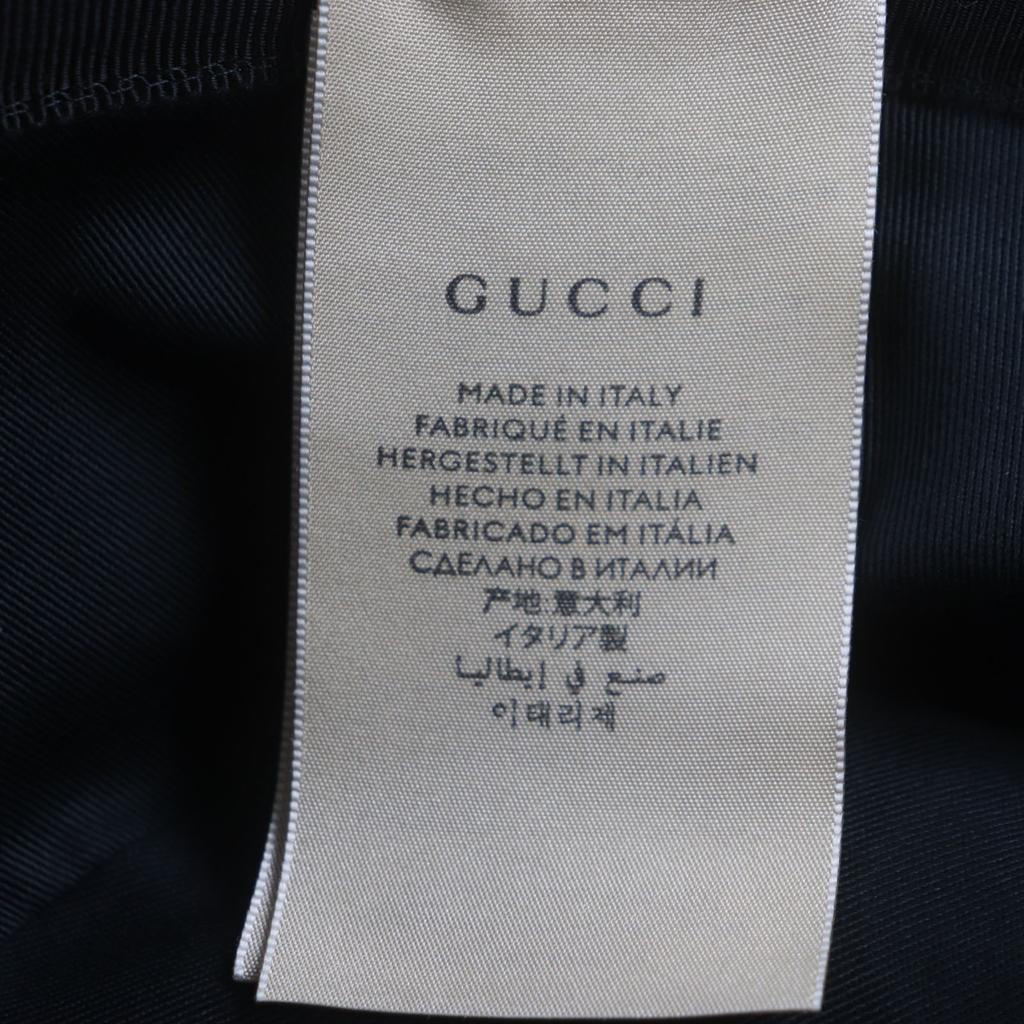 GUCCI
MADE IN ITALY
FABRIQUÉ EN ITALIE
HERGESTELLT IN ITALIEN
HECHO EN ITALIA
FABRICADO EM ITÁLIA
СДЕЛАНО В ИТАЛИИ
产地:意大利
イタリア製
صنع في إيطاليا
이태리제